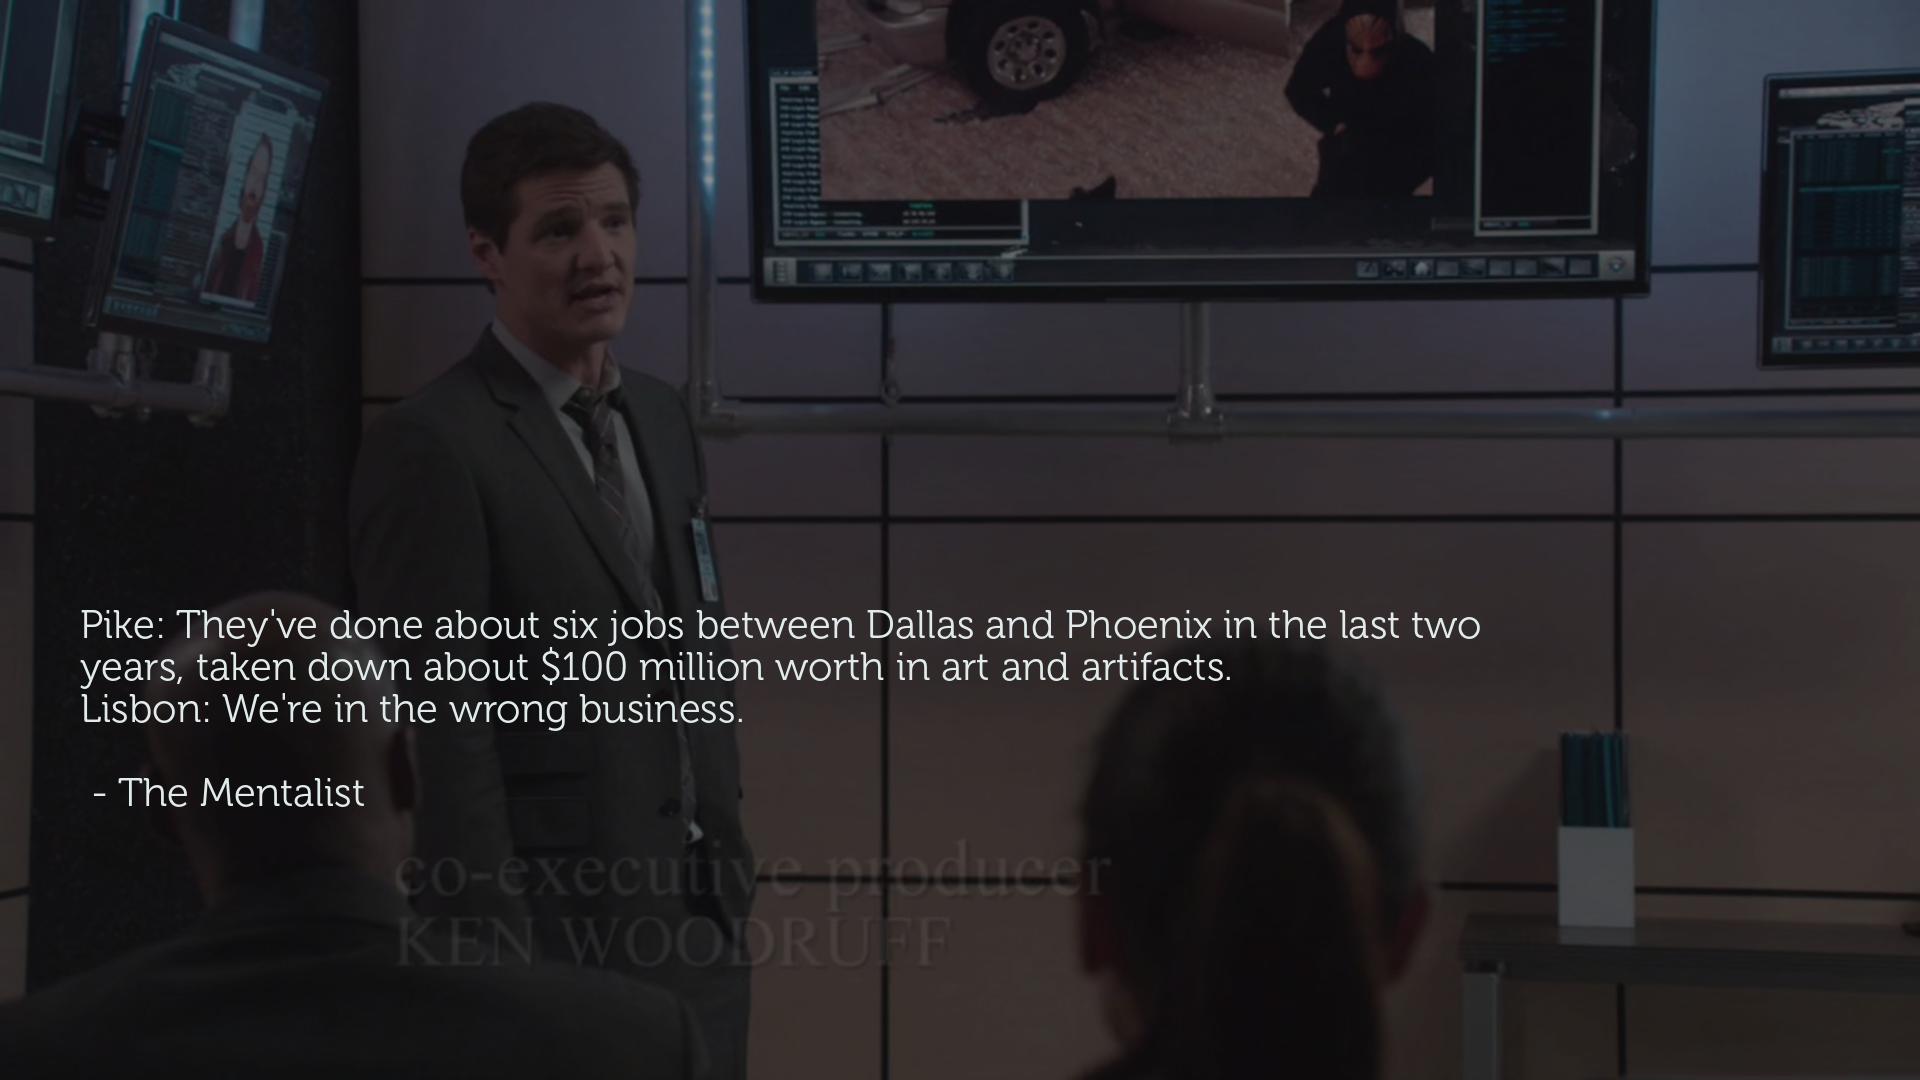 Pike: They've done about six jobs between Dallas and Phoenix in the last two
years, taken down about $100 million worth in art and artifacts.
Lisbon: We're in the wrong business.
- The Mentalist
co-executive producer
KEN WOODRUFF